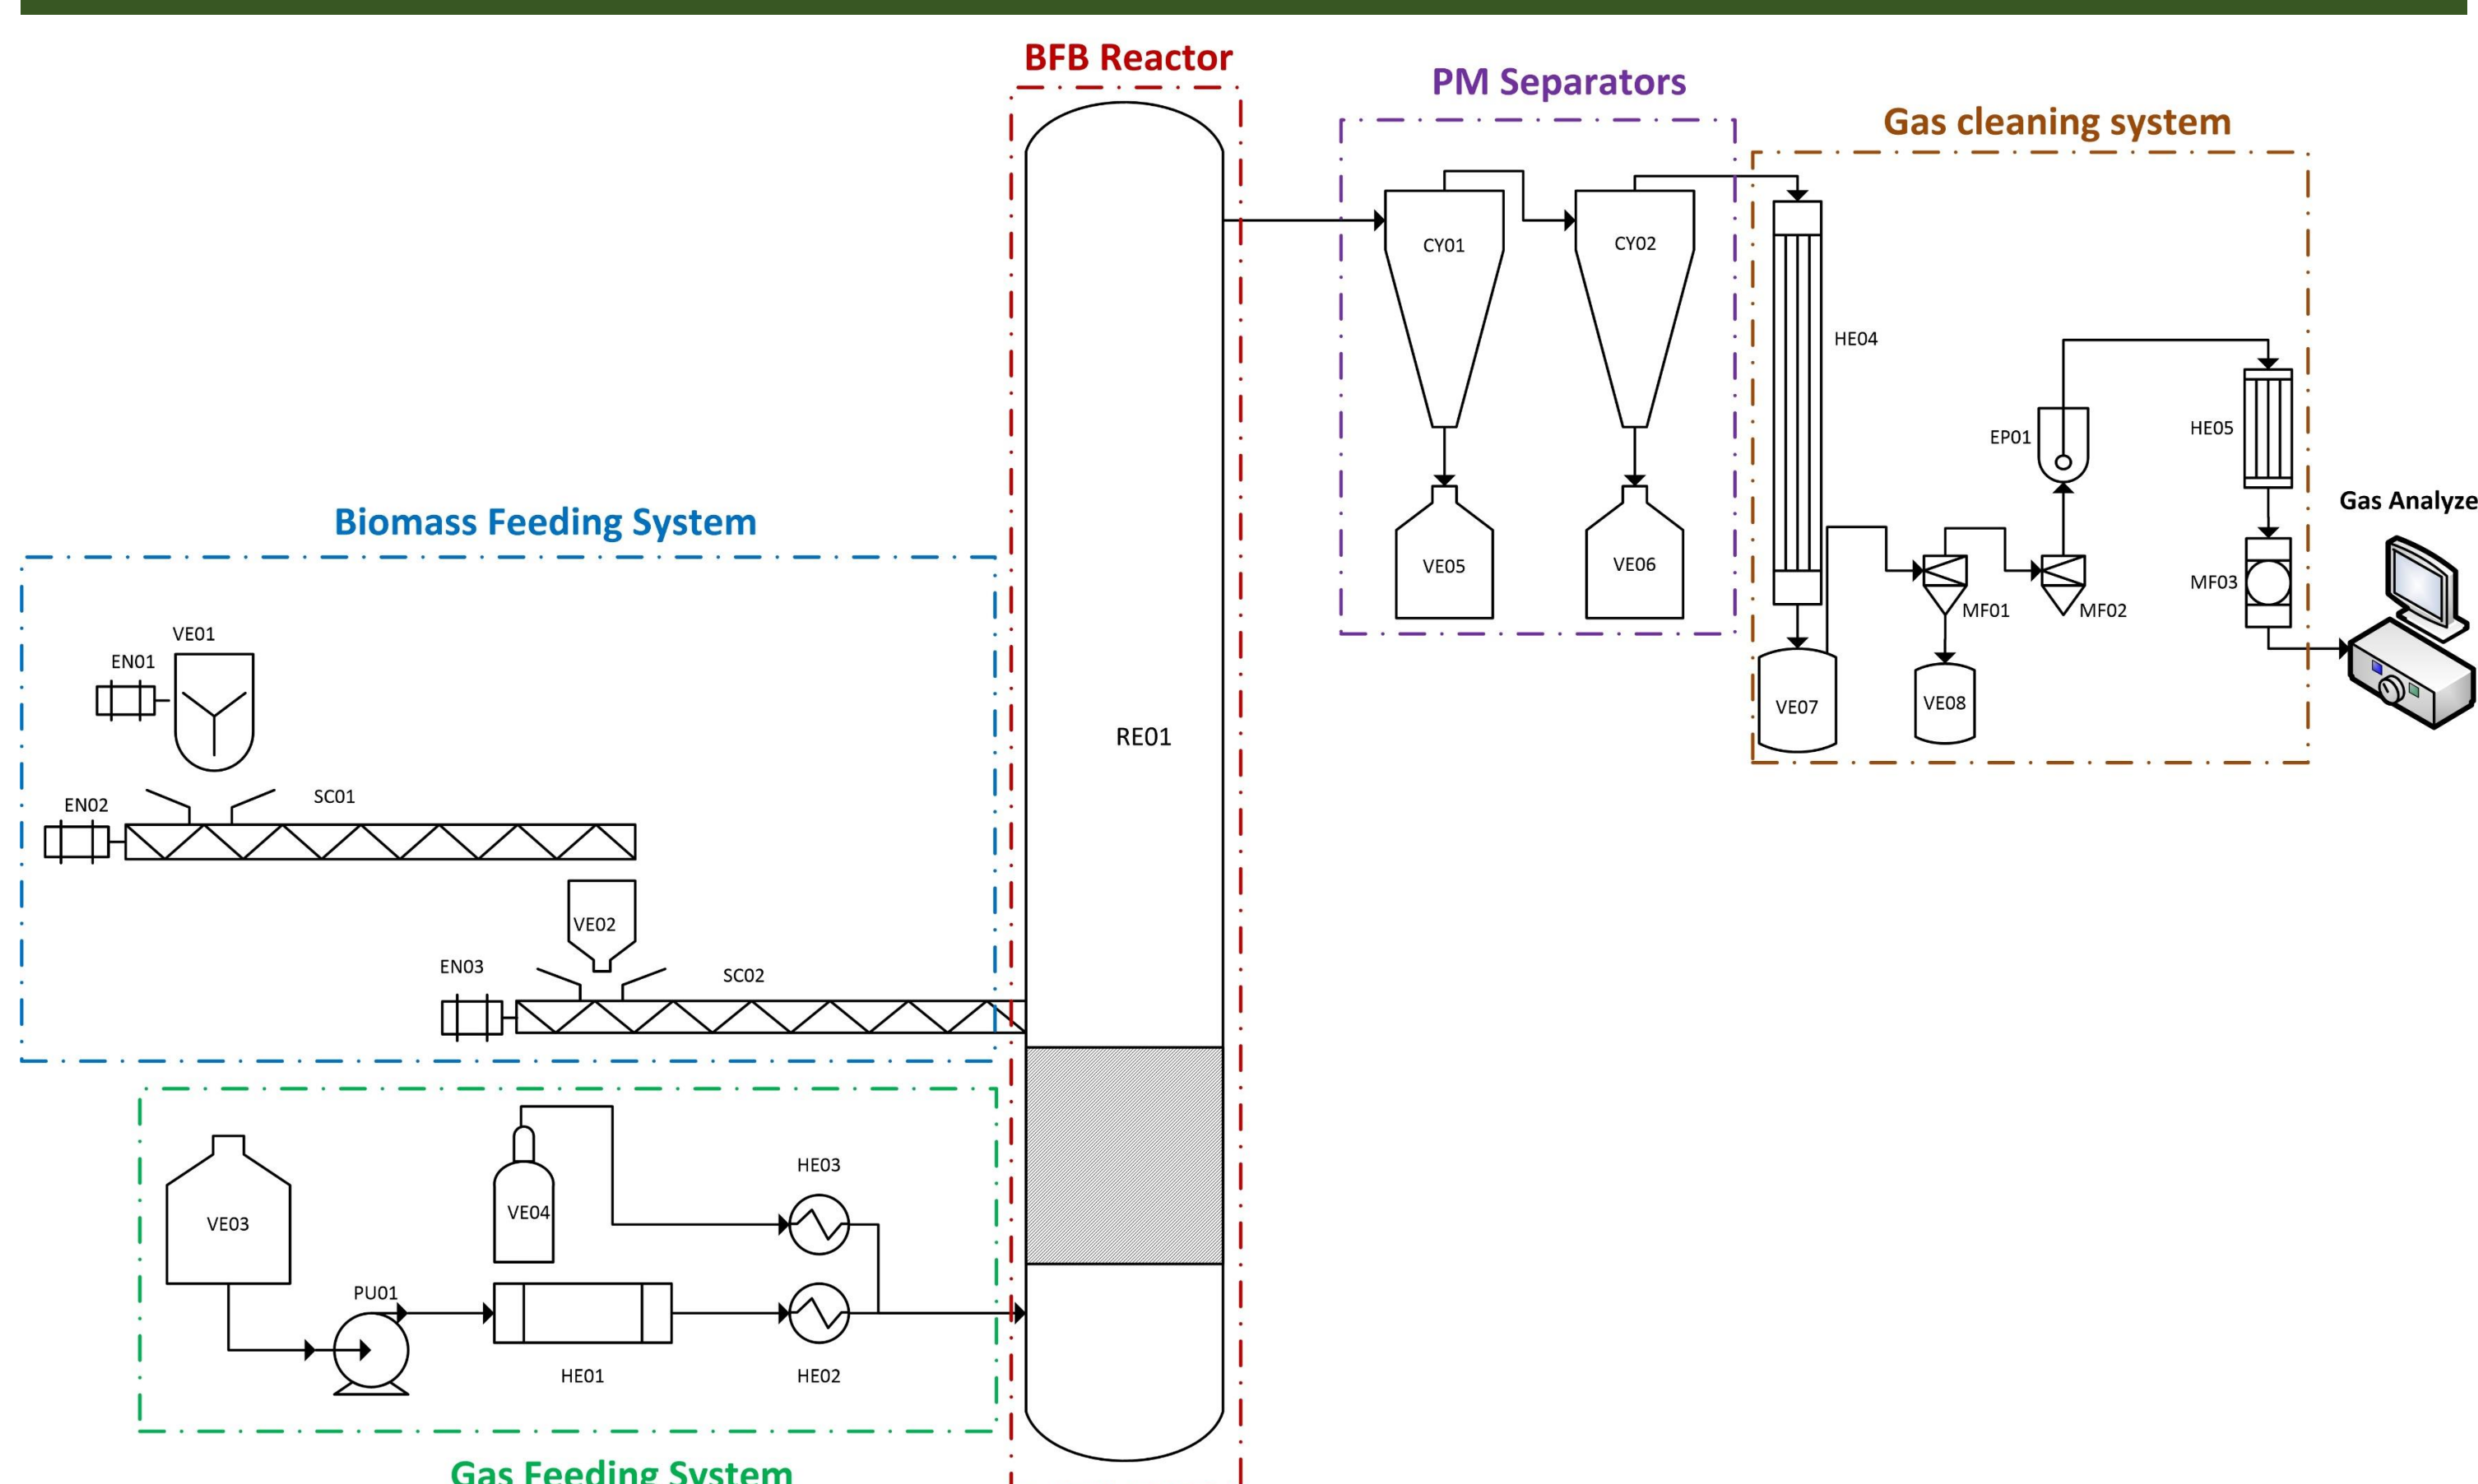 BFB Reactor
PM Separators
Gas cleaning system
CY01
CY02
HE04
EP01
HE05
Gas Analyze
Biomass Feeding System
VE05
VE06
MF03
MF01
MF02
VE01
EN01
VE07
VE08
RE01
EN02
SC01
VE02
EN03
SC02
HE03
VE03
VE04
PU01
HE01
HE02
Gas Feeding System